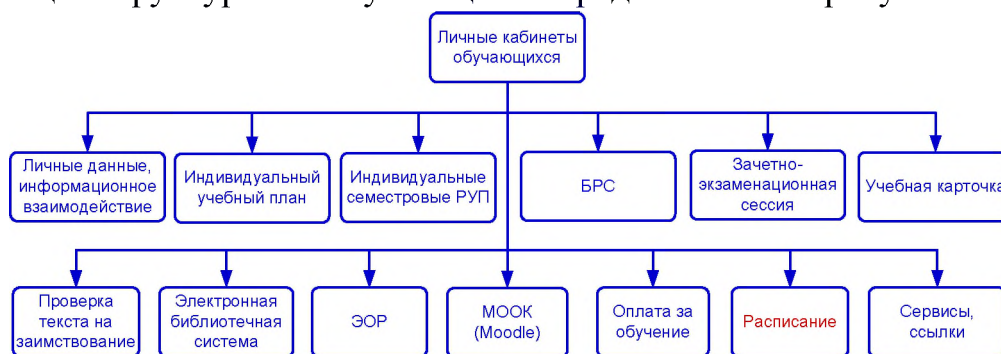 Личные кабинеты
обучающихся
Личные данные,
информационное
взаимодействие
Индивидуальный
учебный план
Индивидуальные
семестровые РУП
БРС
Зачетно-
экзаменационная
сессия
Учебная карточка
Проверка
текста на
заимствование
Электронная
библиотечная
система
ЭОР
МООК
(Moodle)
Оплата за
обучение
Расписание
Сервисы,
ссылки